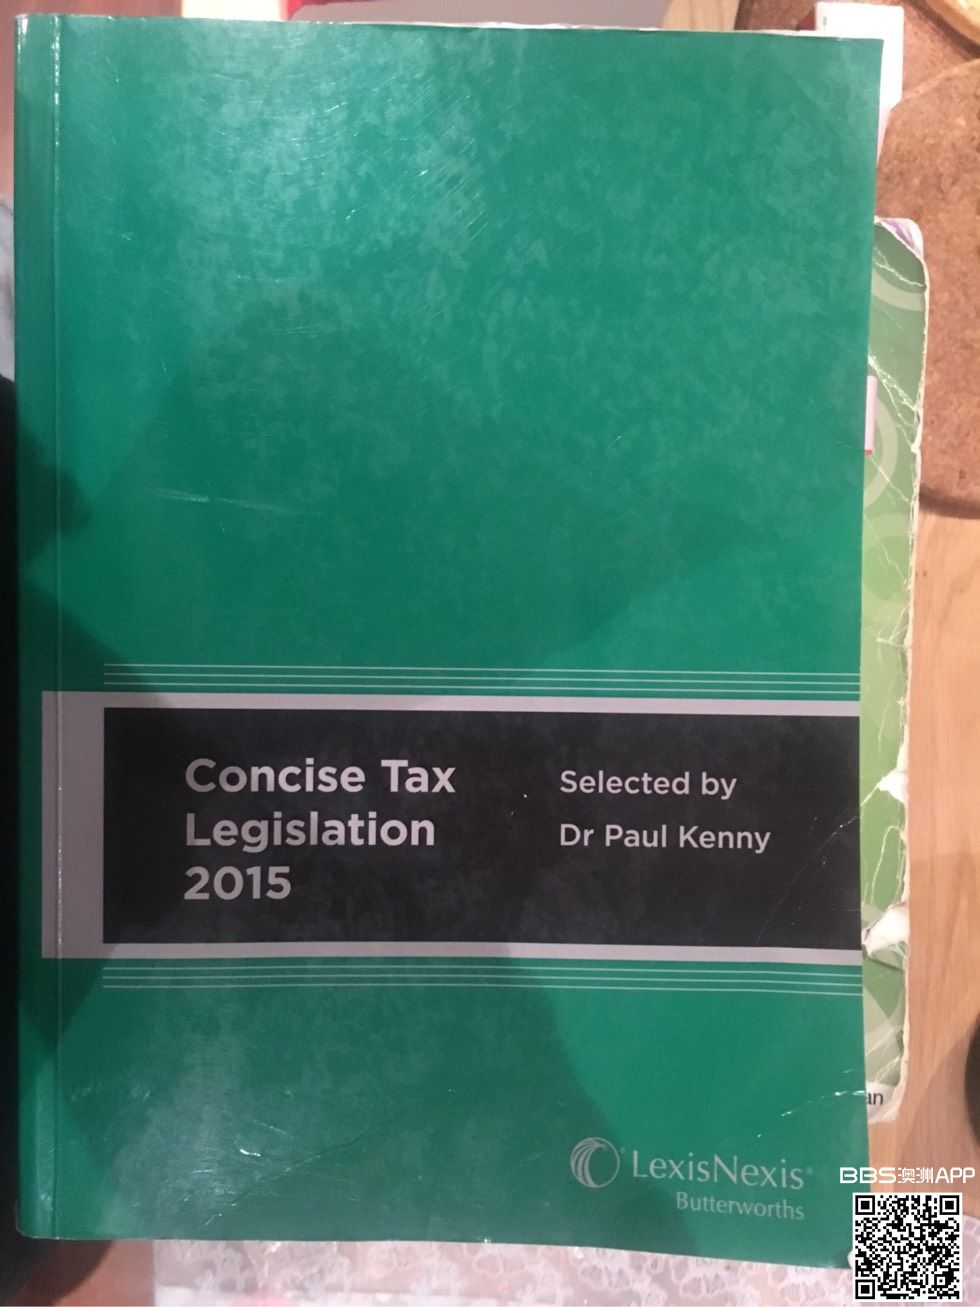 Concise Tax
Legislation
2015
Selected by
Dr Paul Kenny
LexisNexis®
Butterworths
an
BBS澳洲APP